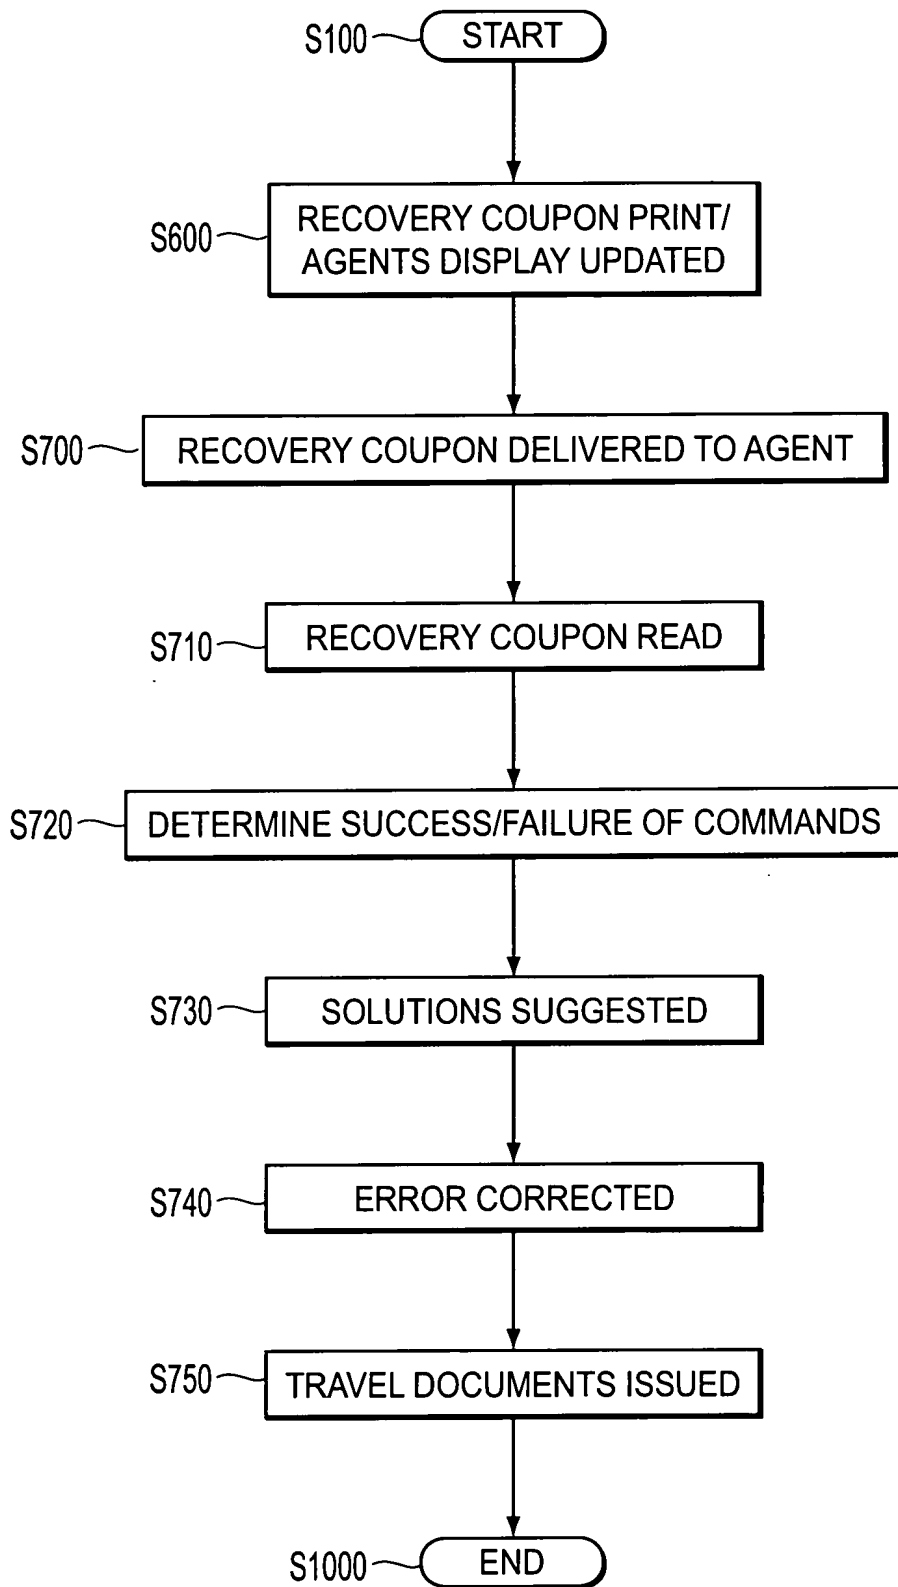 S100 START
S600 RECOVERY COUPON PRINT/
AGENTS DISPLAY UPDATED
S700 RECOVERY COUPON DELIVERED TO AGENT
S710 RECOVERY COUPON READ
S720 DETERMINE SUCCESS/FAILURE OF COMMANDS
S730 SOLUTIONS SUGGESTED
S740 ERROR CORRECTED
S750 TRAVEL DOCUMENTS ISSUED
S1000 END